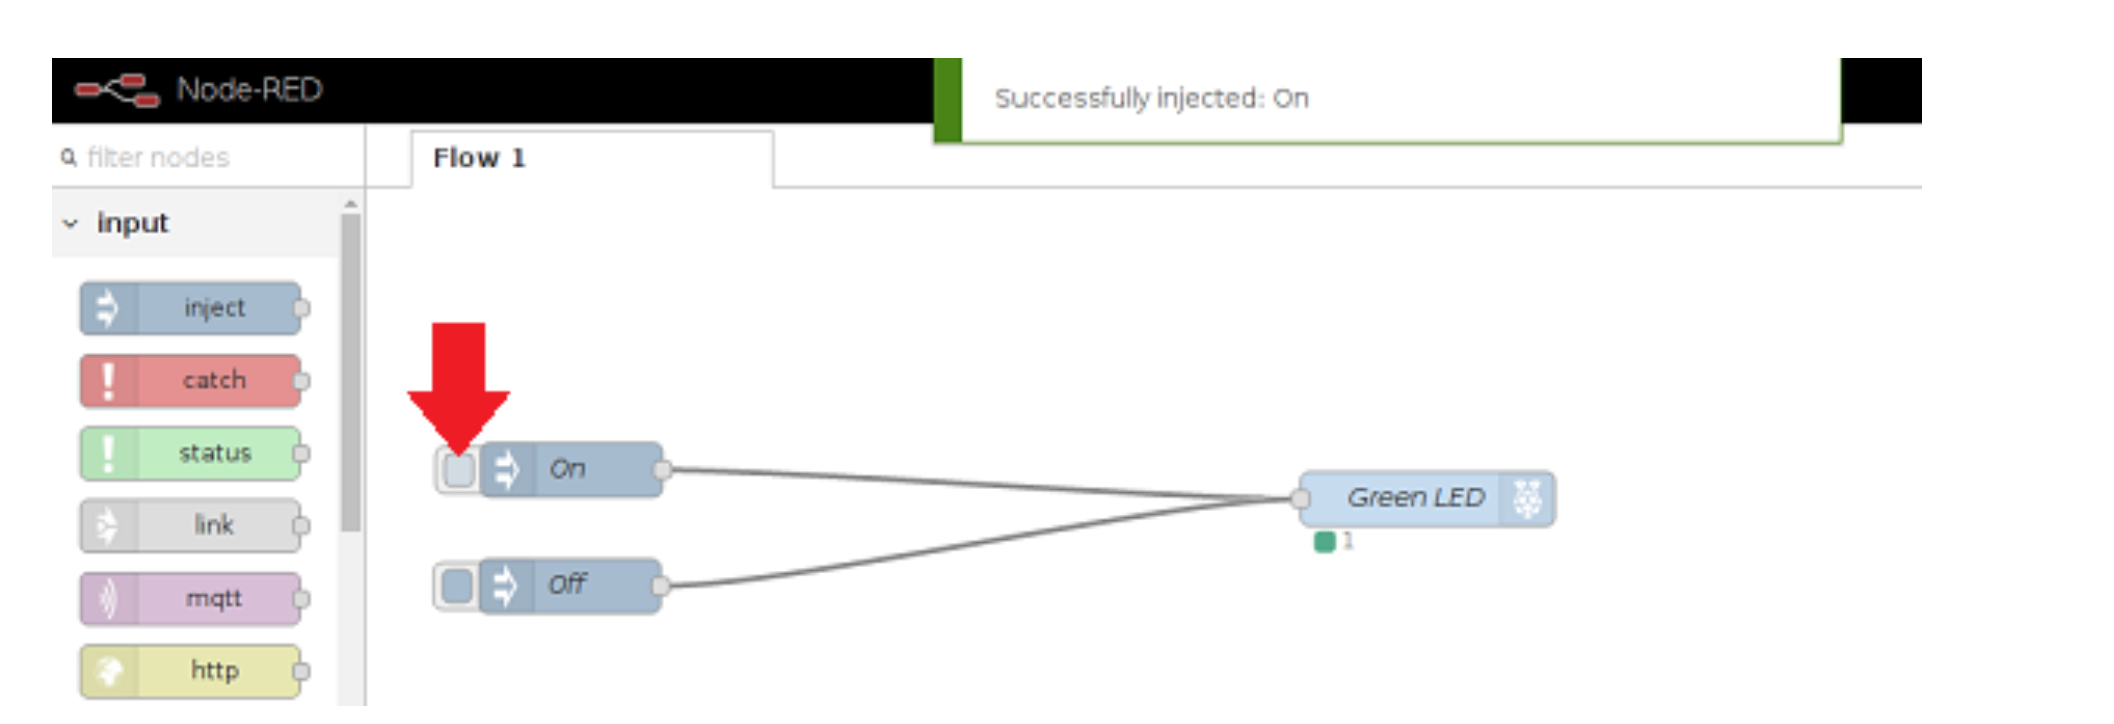 Node-RED
Successfully injected: On
filter nodes
Flow 1
input
inject
catch
status
link
mqtt
http
On
Off
Green LED
1